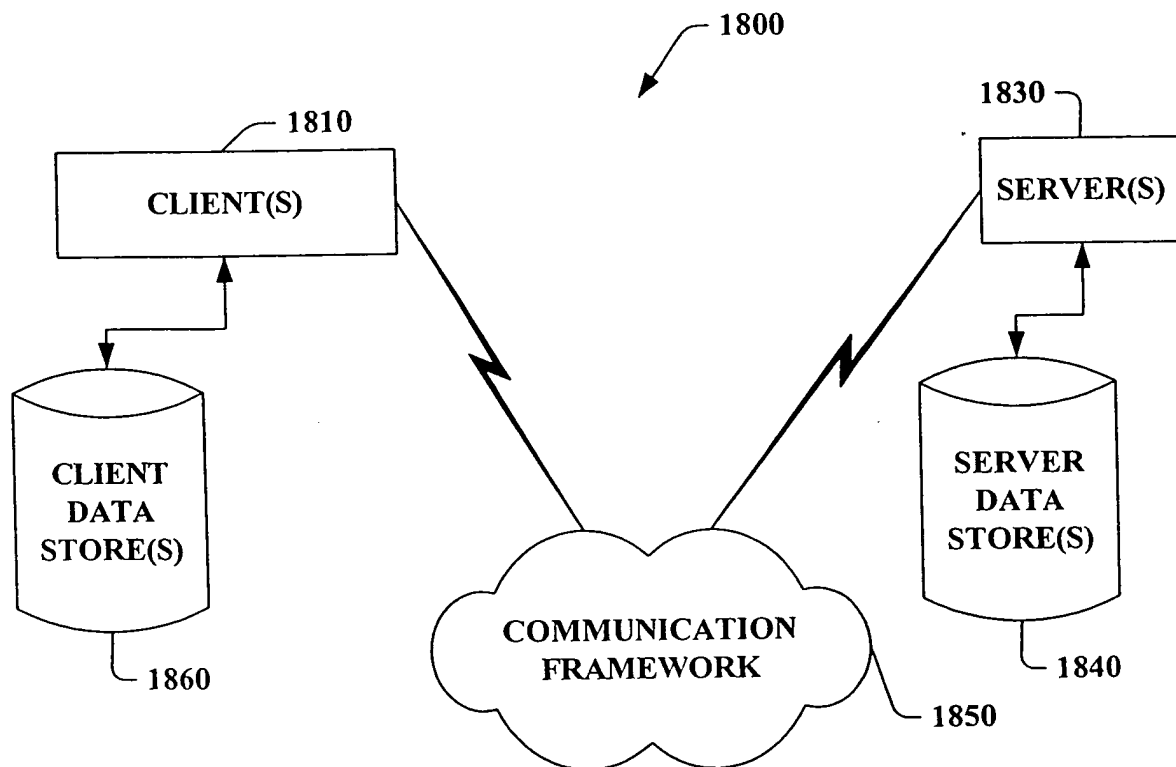 1800
1810
1830
CLIENT(S)
SERVER(S)
CLIENT
DATA
STORE(S)
SERVER
DATA
STORE(S)
COMMUNICATION
FRAMEWORK
1860
1840
1850